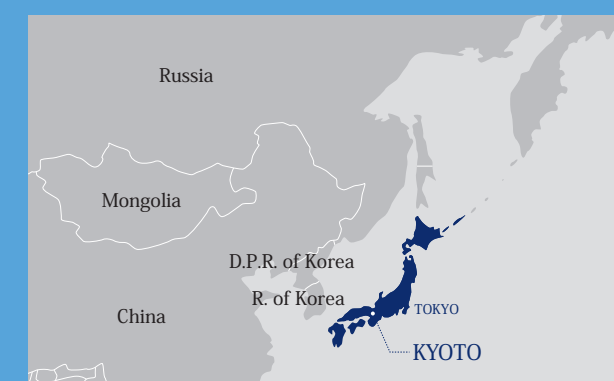 Russia
Mongolia
D.P.R. of Korea
R. of Korea
China
TOKYO
KYOTO